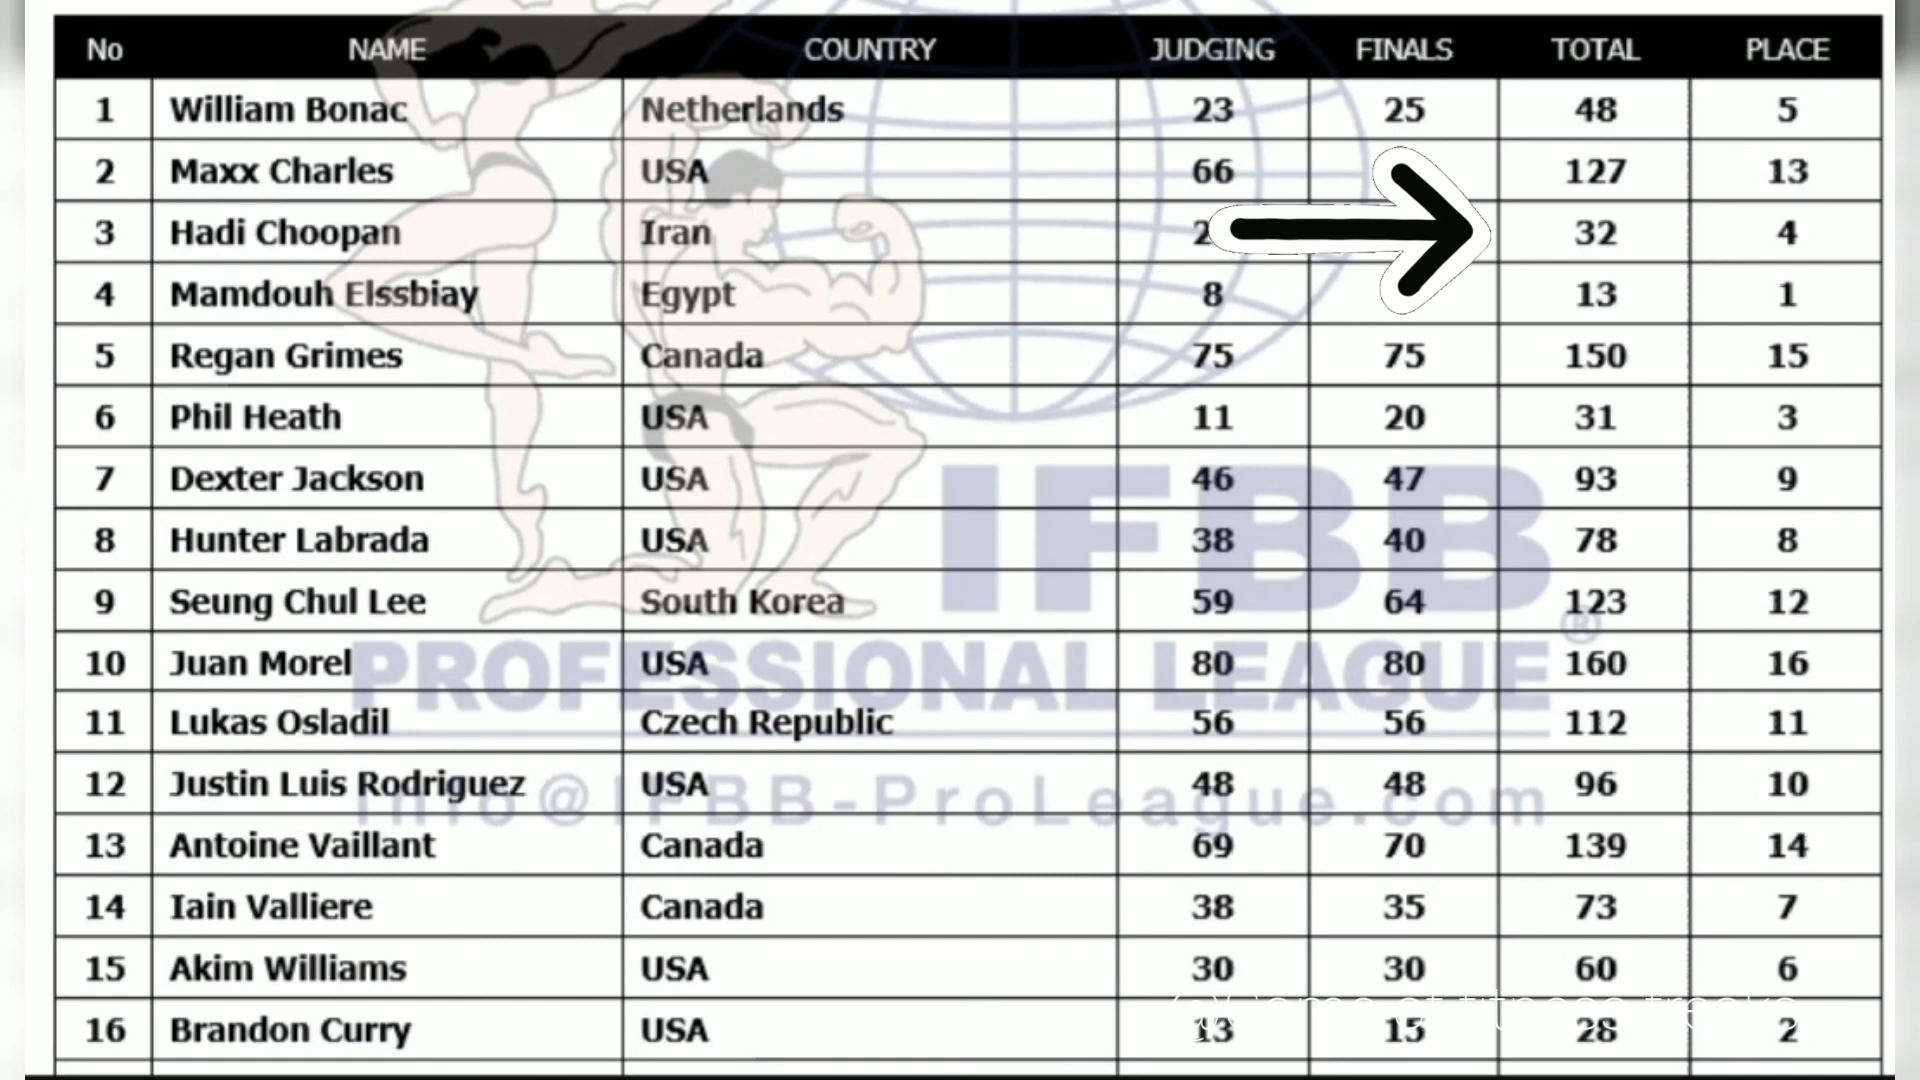 No NAME COUNTRY JUDGING FINALS TOTAL PLACE
1 William Bonac Netherlands 23 25 48 5
2 Maxx Charles USA 66 127 13
3 Hadi Choopan Iran 2 32 4
4 Mamdouh Elssbiay Egypt 8 13 1
5 Regan Grimes Canada 75 75 150 15
6 Phil Heath USA 11 20 31 3
7 Dexter Jackson USA 46 47 93 9
8 Hunter Labrada USA 38 40 78 8
9 Seung Chul Lee South Korea 59 64 123 12
10 Juan Morel USA 80 80 160 16
11 Lukas Osladil Czech Republic 56 56 112 11
12 Justin Luis Rodriguez USA 48 48 96 10
13 Antoine Vaillant Canada 69 70 139 14
14 Iain Valliere Canada 38 35 73 7
15 Akim Williams USA 30 30 60 6
16 Brandon Curry USA 13 15 28 2
IFBB®
PROFESSIONAL LEAGUE
info@IFBB-ProLeague.com